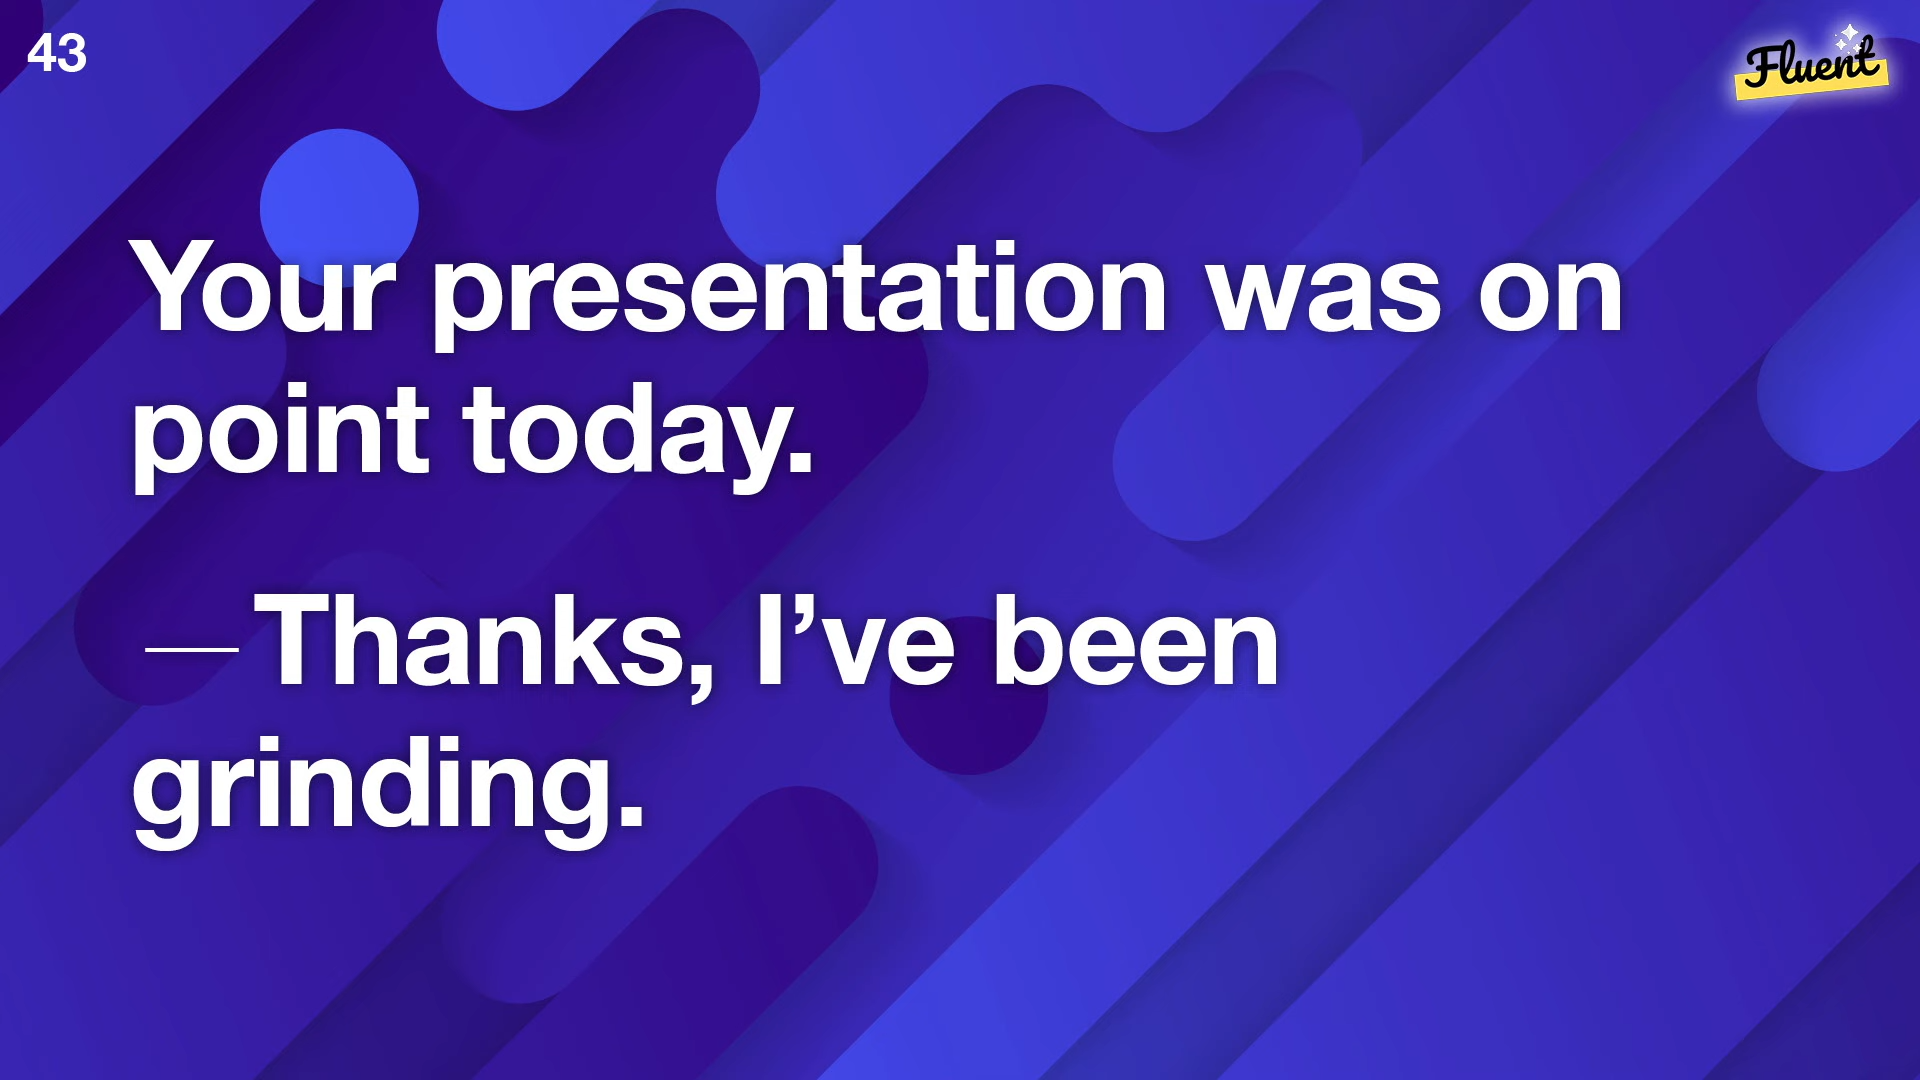 43
Fluent
Your presentation was on
point today.
—Thanks, I’ve been
grinding.